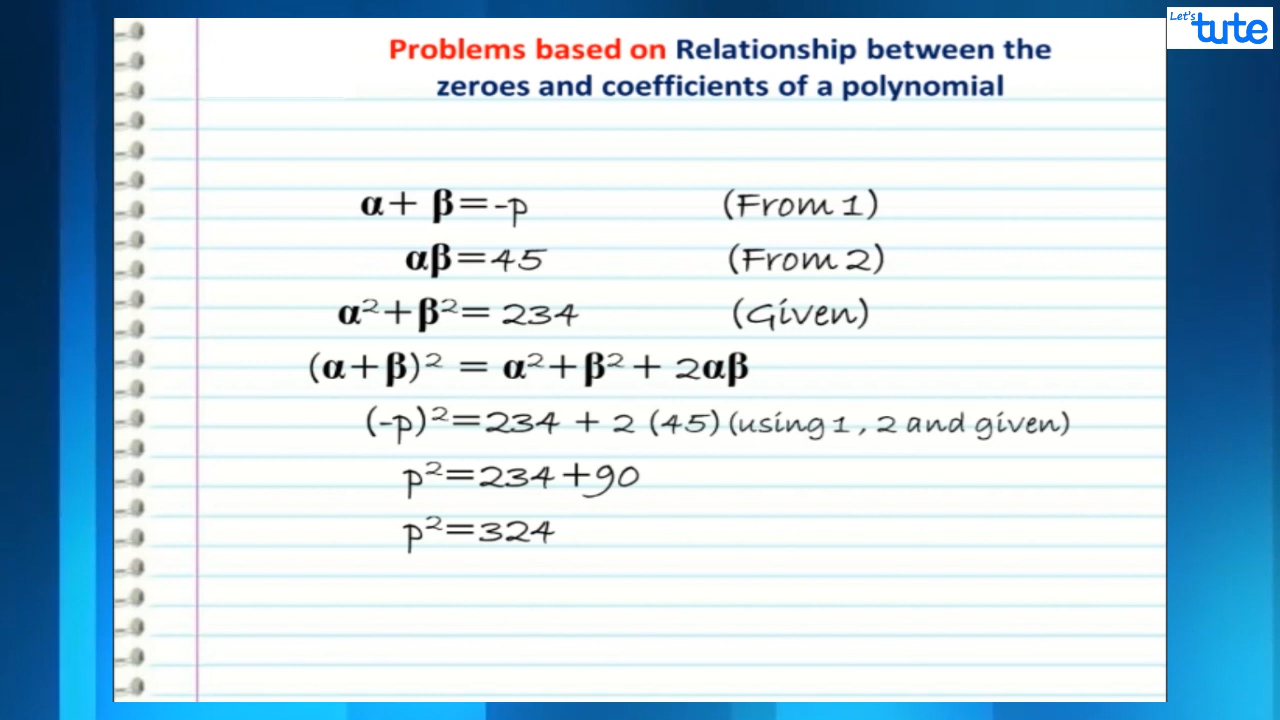 Let's
tute
Problems based on Relationship between the
zeroes and coefficients of a polynomial
α+ β=-p (From 1)
αβ=45 (From 2)
α²+β²= 234 (Given)
(α+β)² = α²+β²+ 2αβ
(-p)²=234 + 2 (45) (using 1, 2 and given)
p²=234+90
p²=324